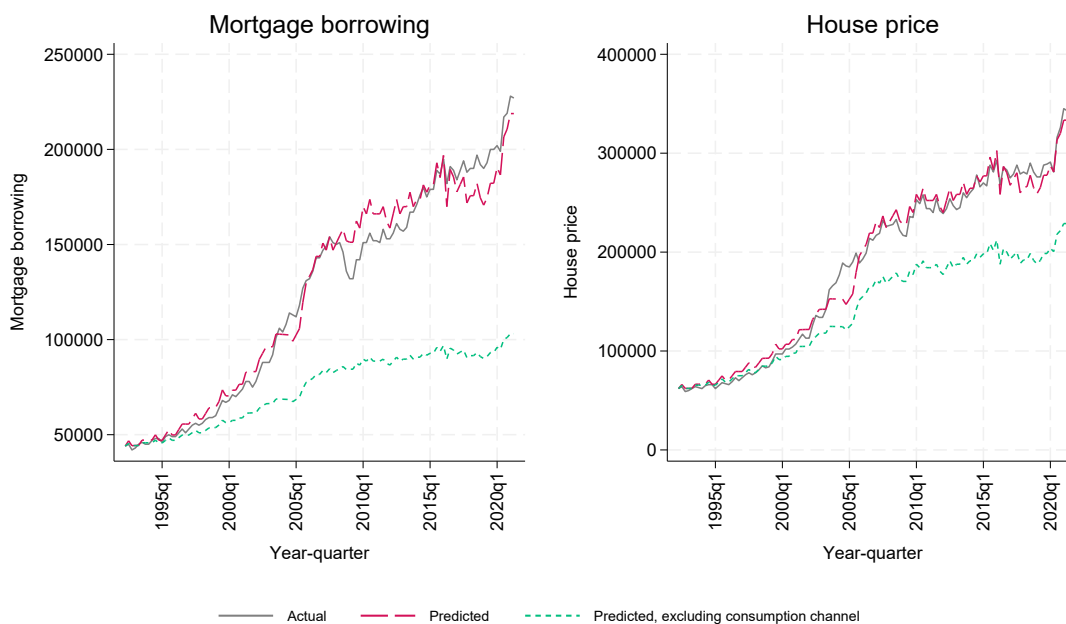 Mortgage borrowing
250000
200000
150000
100000
50000
Mortgage borrowing
1995q1
2000q1
2005q1
2010q1
2015q1
2020q1
Year-quarter
House price
400000
300000
200000
100000
0
House price
1995q1
2000q1
2005q1
2010q1
2015q1
2020q1
Year-quarter
Actual
Predicted
Predicted, excluding consumption channel